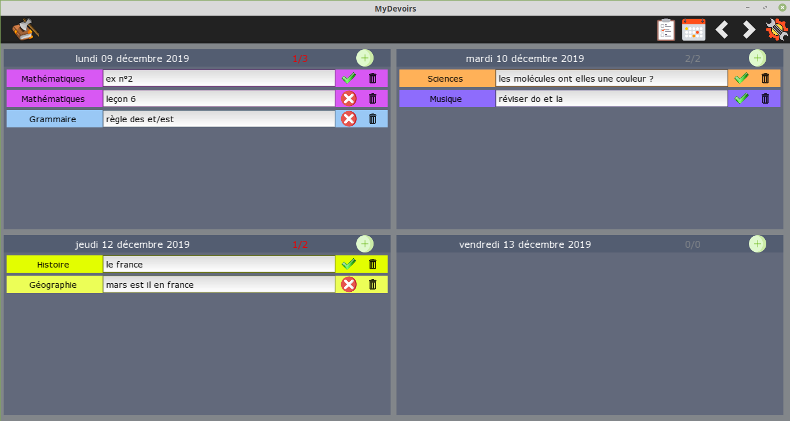 MyDevoirs
lundi 09 décembre 2019 1/3
Mathématiques ex n°2
Mathématiques leçon 6
Grammaire règle des et/est
mardi 10 décembre 2019 2/2
Sciences les molécules ont elles une couleur ?
Musique réviser do et la
jeudi 12 décembre 2019 1/2
Histoire le france
Géographie mars est il en france
vendredi 13 décembre 2019 0/0